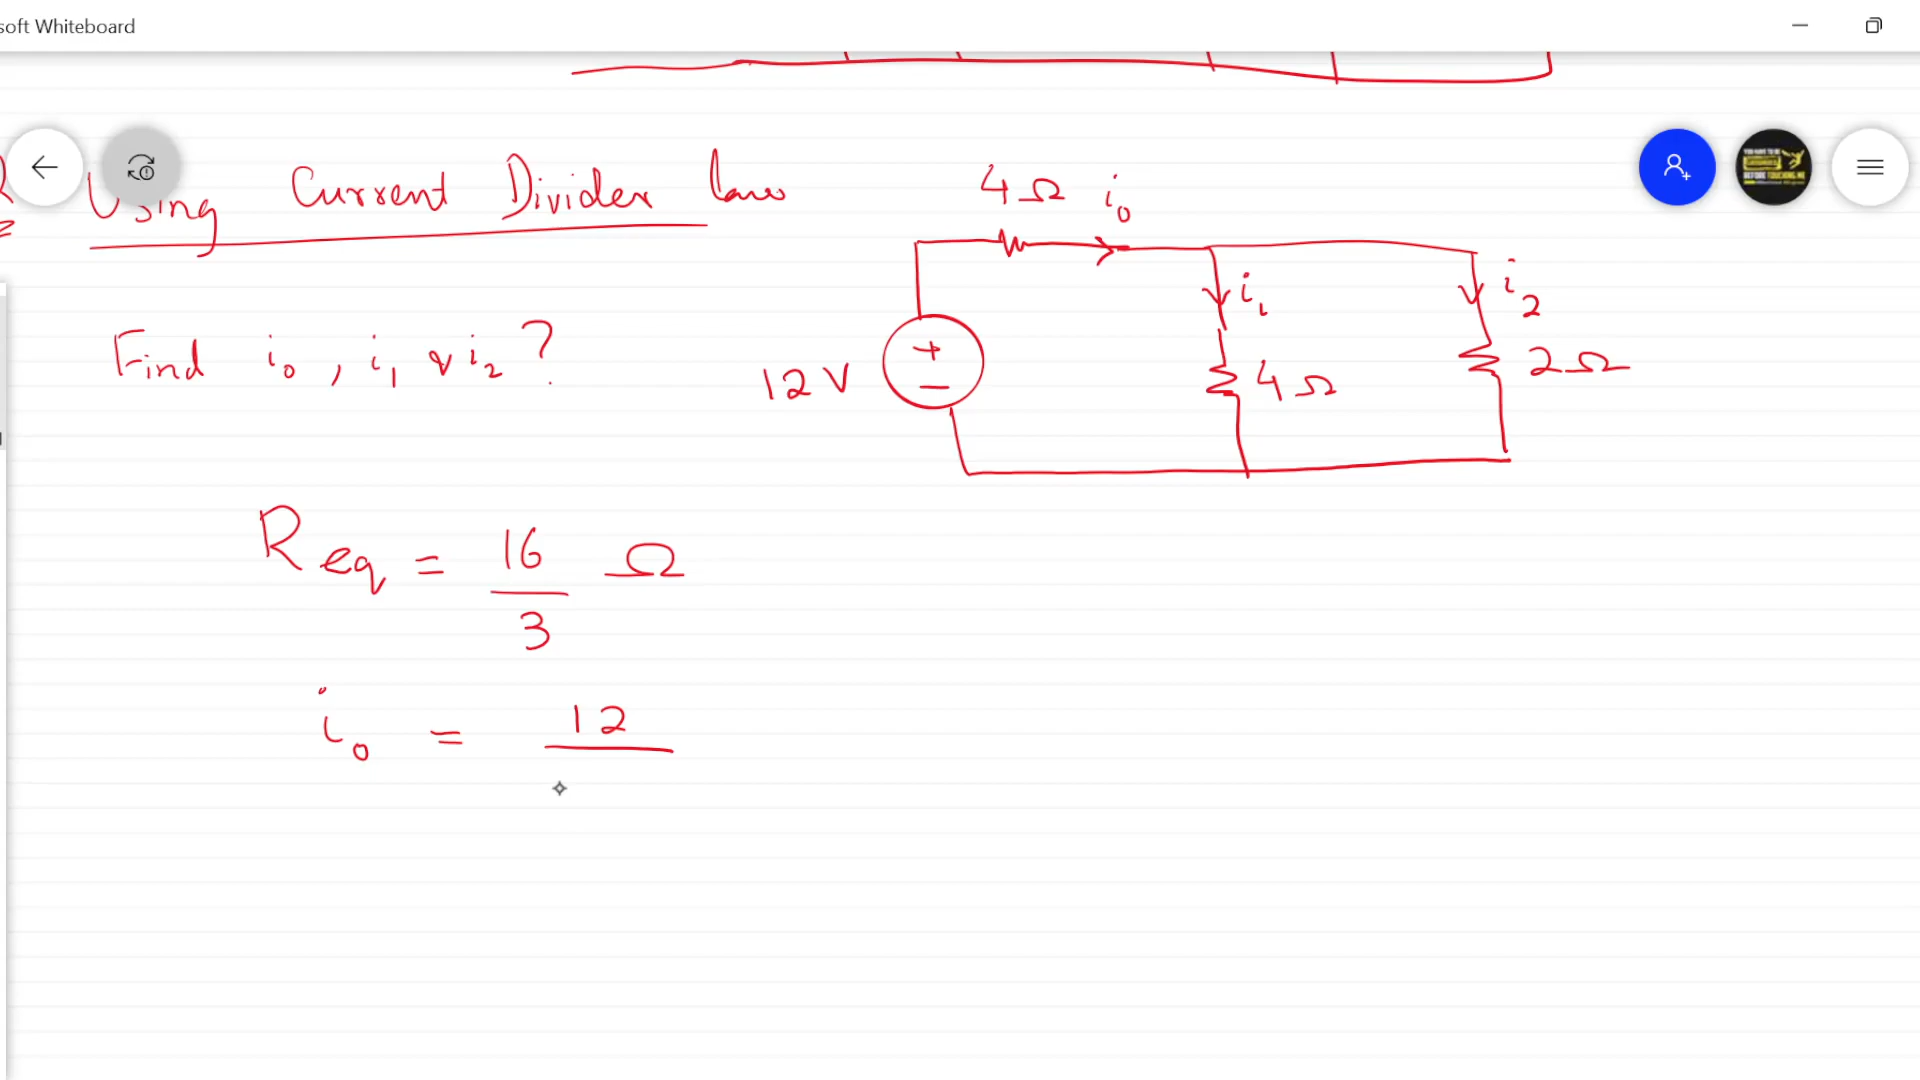 soft Whiteboard
Using Current Divider law
4Ω i₀
i₁
i₂
Find i₀, i₁ & i₂?
12V
+
−
4Ω
2Ω
Req = 16/3 Ω
i₀ = 12